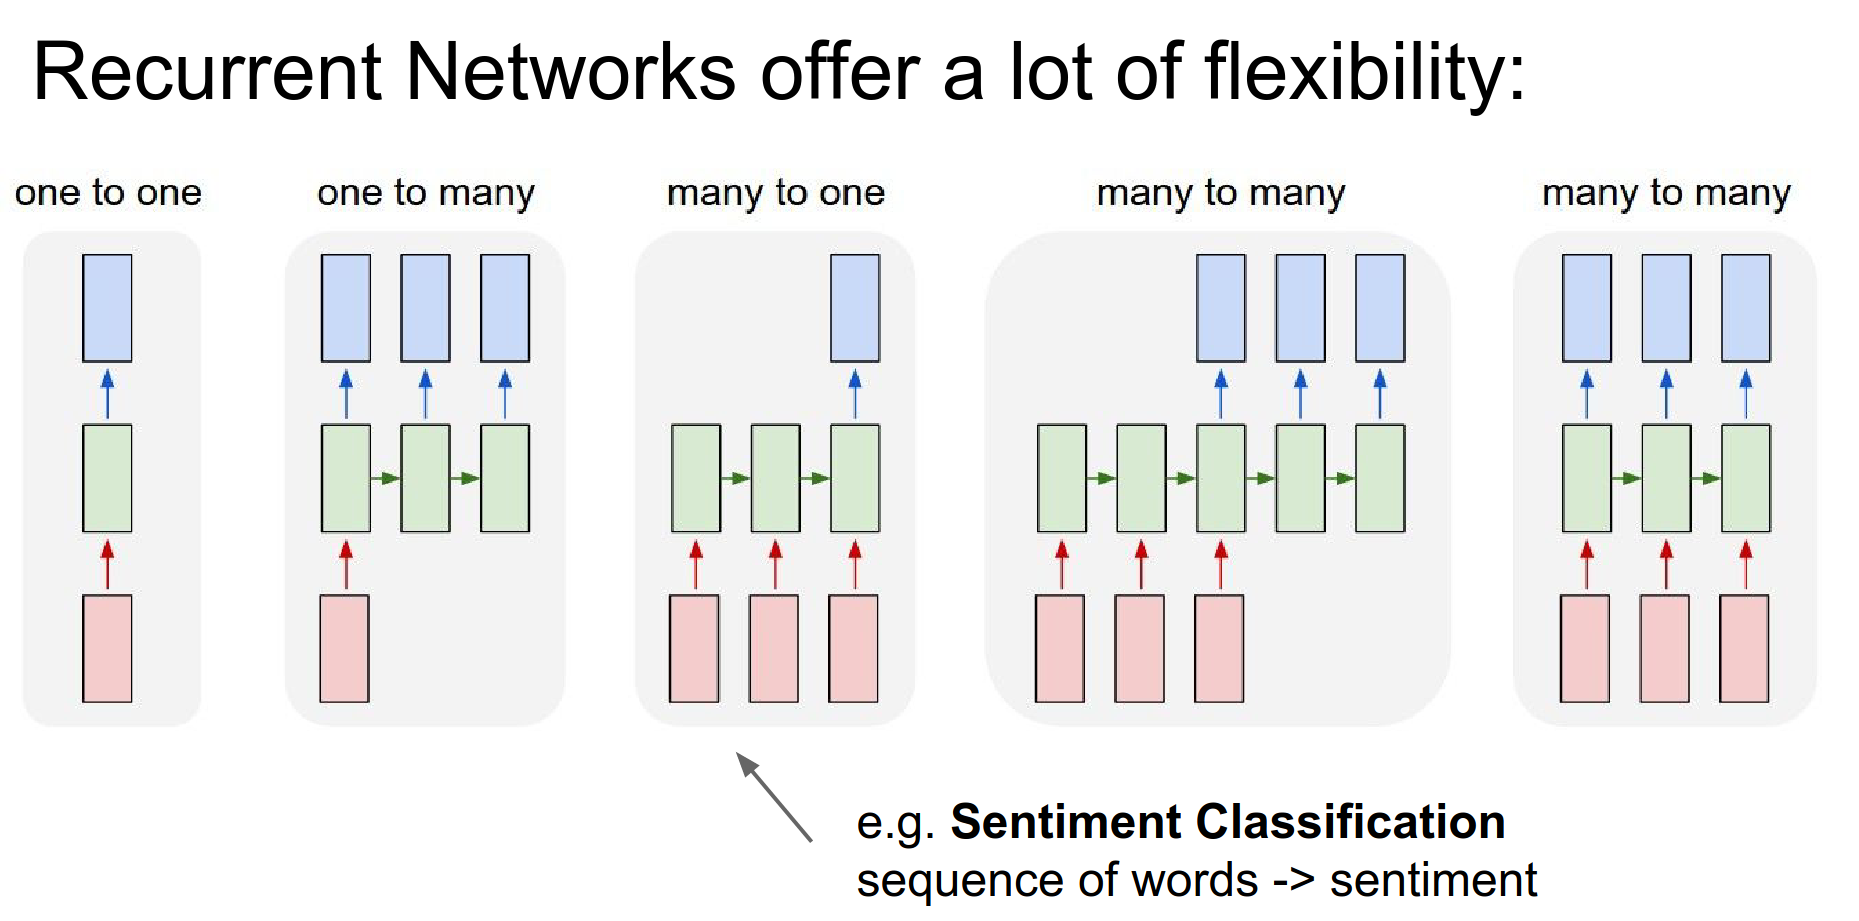 Recurrent Networks offer a lot of flexibility:
one to one
one to many
many to one
many to many
many to many
e.g. Sentiment Classification
sequence of words -> sentiment